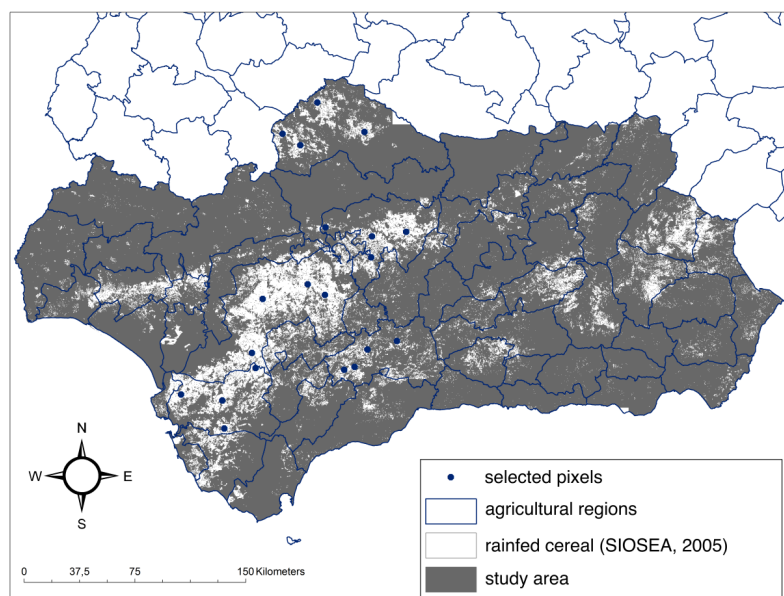 N
W E
S
0 37,5 75 150 Kilometers
selected pixels
agricultural regions
rainfed cereal (SIOSEA, 2005)
study area